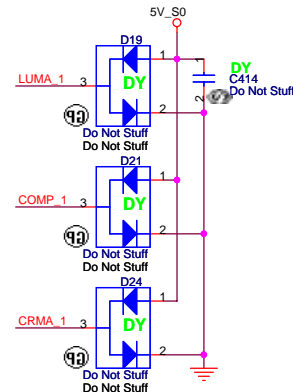 5V_S0
D19
LUMA_1 3
1
2
DY
Do Not Stuff
Do Not Stuff
1
2
DY
C414
Do Not Stuff
D21
COMP_1 3
1
2
DY
Do Not Stuff
Do Not Stuff
D24
CRMA_1 3
1
2
DY
Do Not Stuff
Do Not Stuff